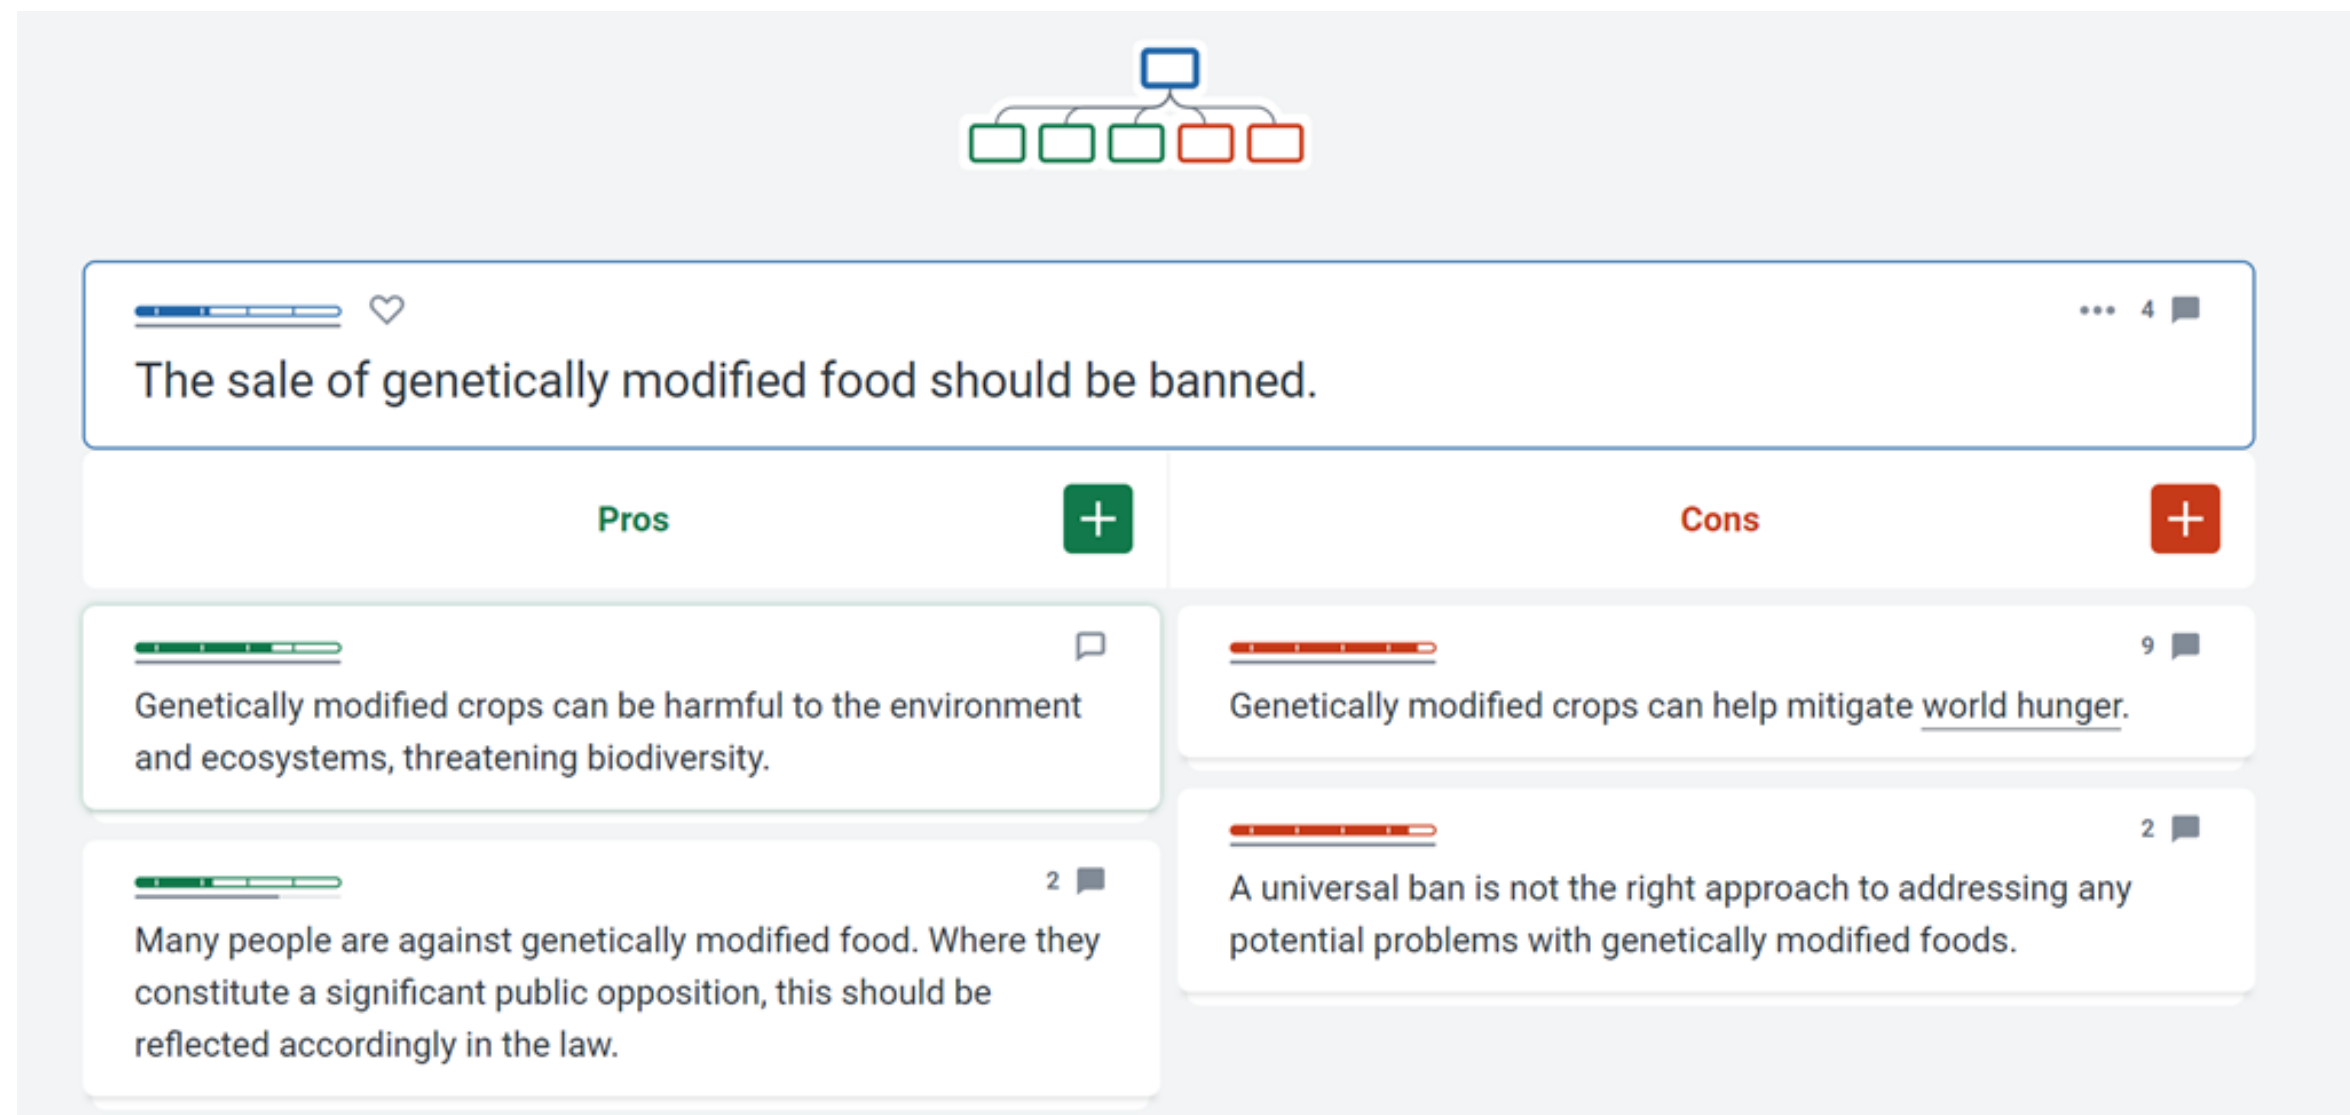 4
The sale of genetically modified food should be banned.
Pros
Cons
Genetically modified crops can be harmful to the environment
and ecosystems, threatening biodiversity.
2
Many people are against genetically modified food. Where they
constitute a significant public opposition, this should be
reflected accordingly in the law.
9
Genetically modified crops can help mitigate world hunger.
2
A universal ban is not the right approach to addressing any
potential problems with genetically modified foods.